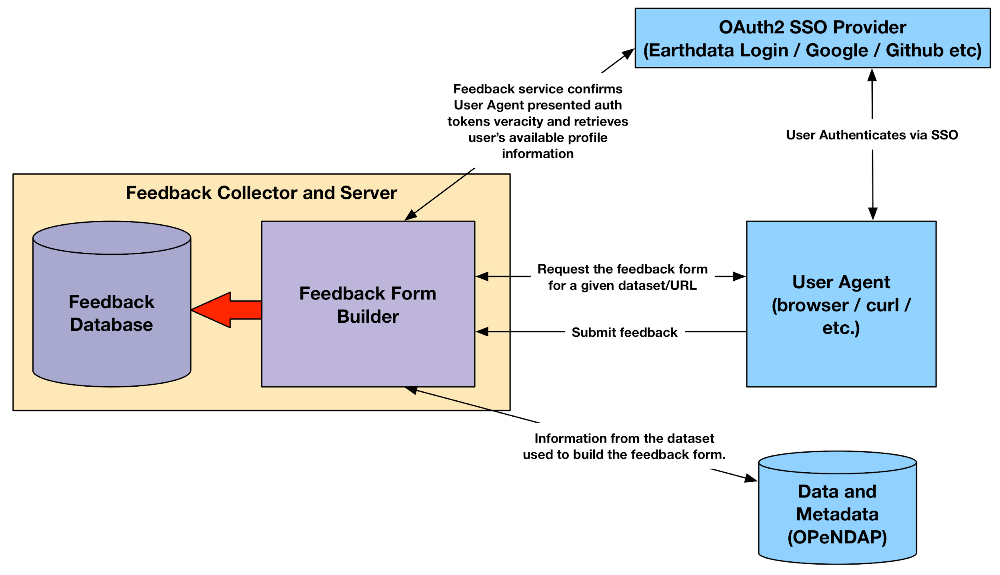 OAuth2 SSO Provider
(Earthdata Login / Google / Github etc)
Feedback service confirms
User Agent presented auth
tokens veracity and retrieves
user's available profile
information
User Authenticates via SSO
Feedback Collector and Server
Feedback
Database
Feedback Form
Builder
Request the feedback form
for a given dataset/URL
Submit feedback
User Agent
(browser / curl /
etc.)
Information from the dataset
used to build the feedback form.
Data and
Metadata
(OPeNDAP)